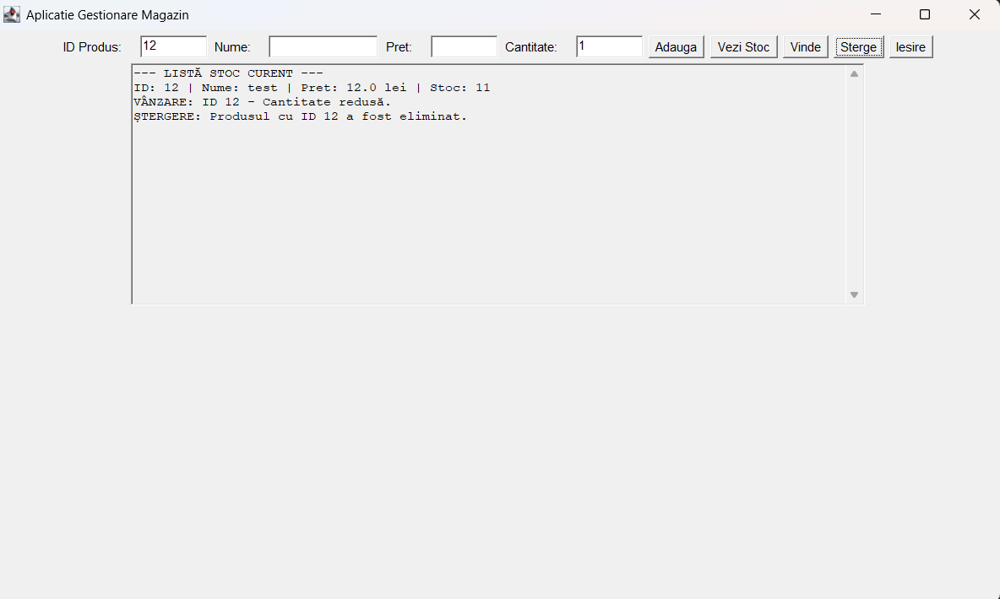 Aplicatie Gestionare Magazin
ID Produs: 12 Nume: Pret: Cantitate: 1 Adauga Vezi Stoc Vinde Sterge Iesire
--- LISTĂ STOC CURENT ---
ID: 12 | Nume: test | Pret: 12.0 lei | Stoc: 11
VÂNZARE: ID 12 - Cantitate redusă.
ȘTERGERE: Produsul cu ID 12 a fost eliminat.